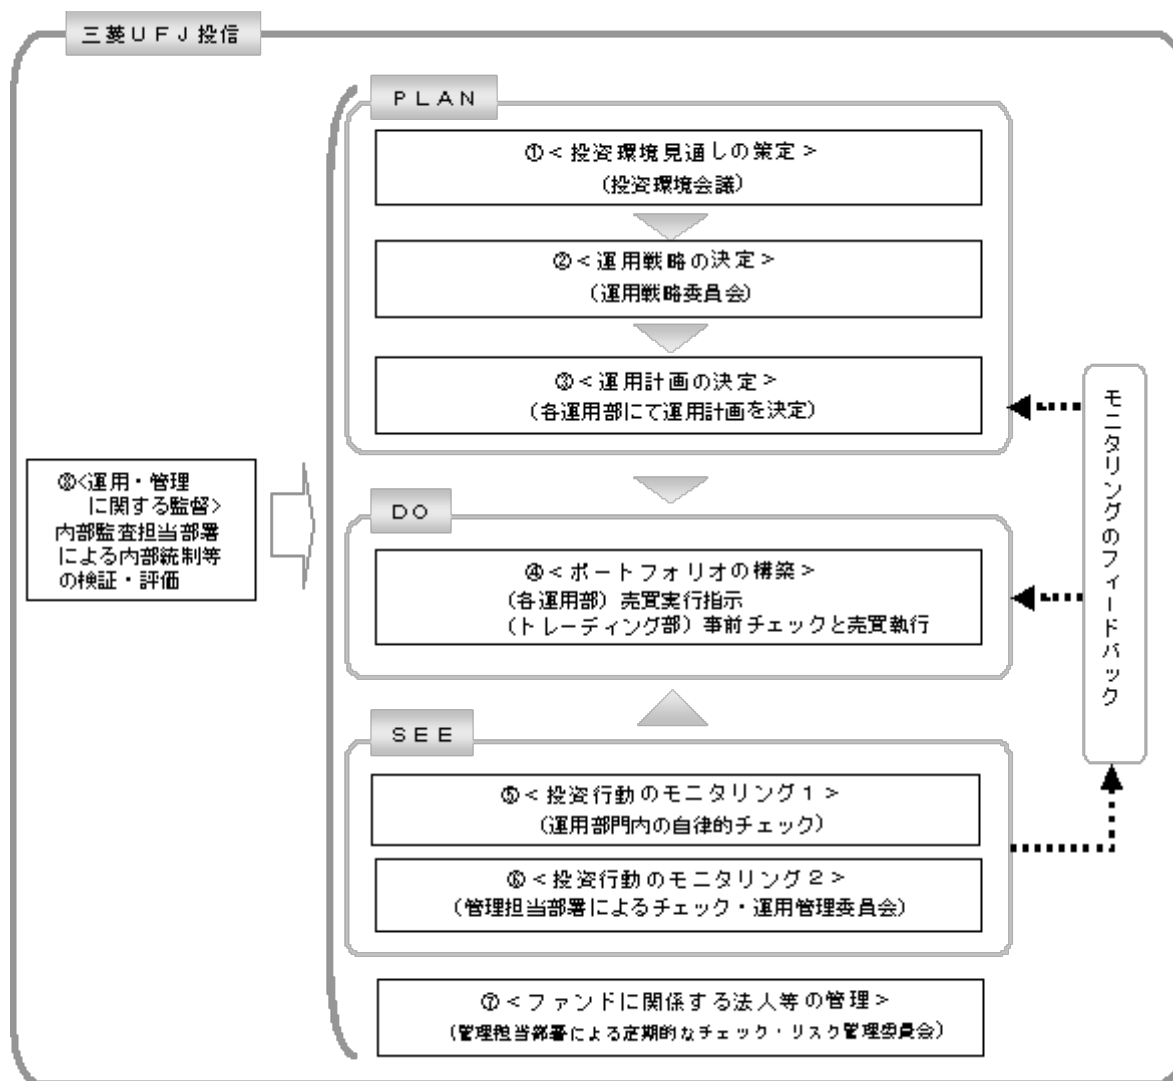 三菱UFJ投信
PLAN
①<投資環境見通しの策定>
(投資環境会議)
②<運用戦略の決定>
(運用戦略委員会)
③<運用計画の決定>
(各運用部にて運用計画を決定)
⑧<運用・管理
に関する監督>
内部監査担当部署
による内部統制等
の検証・評価
DO
④<ポートフォリオの構築>
(各運用部)売買実行指示
(トレーディング部)事前チェックと売買執行
SEE
⑤<投資行動のモニタリング1>
(運用部門内の自律的チェック)
⑥<投資行動のモニタリング2>
(管理担当部署によるチェック・運用管理委員会)
⑦<ファンドに関係する法人等の管理>
(管理担当部署による定期的なチェック・リスク管理委員会)
モニタリングのフィードバック